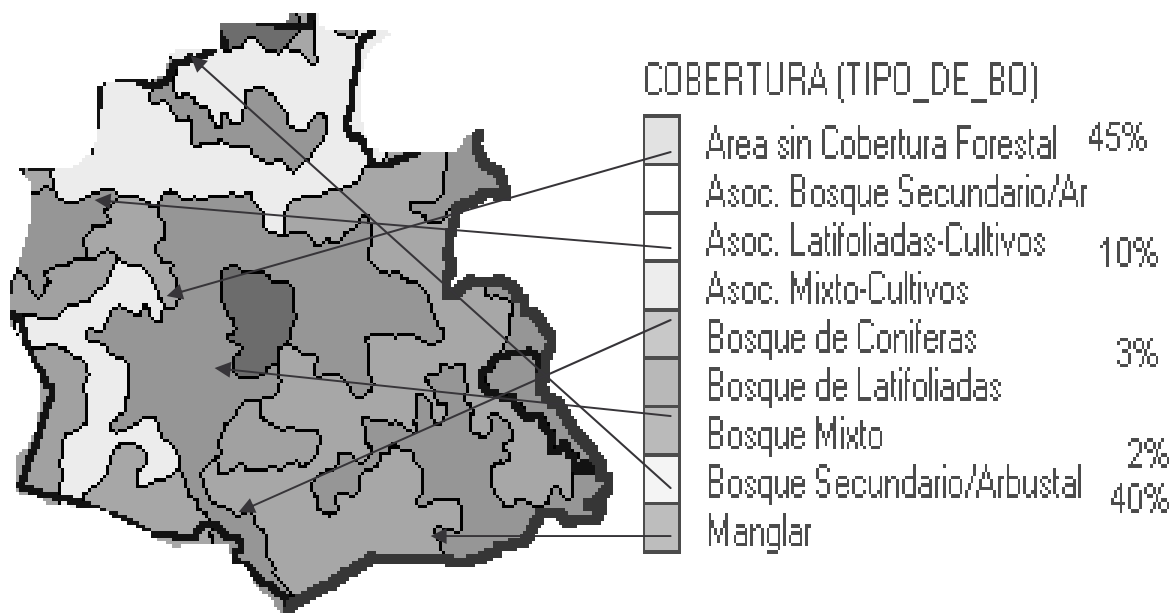 COBERTURA (TIPO_DE_BO)
Area sin Cobertura Forestal 45%
Asoc. Bosque Secundario/Ar
Asoc. Latifoliadas-Cultivos 10%
Asoc. Mixto-Cultivos
Bosque de Coniferas 3%
Bosque de Latifoliadas
Bosque Mixto 2%
Bosque Secundario/Arbustal 40%
Manglar